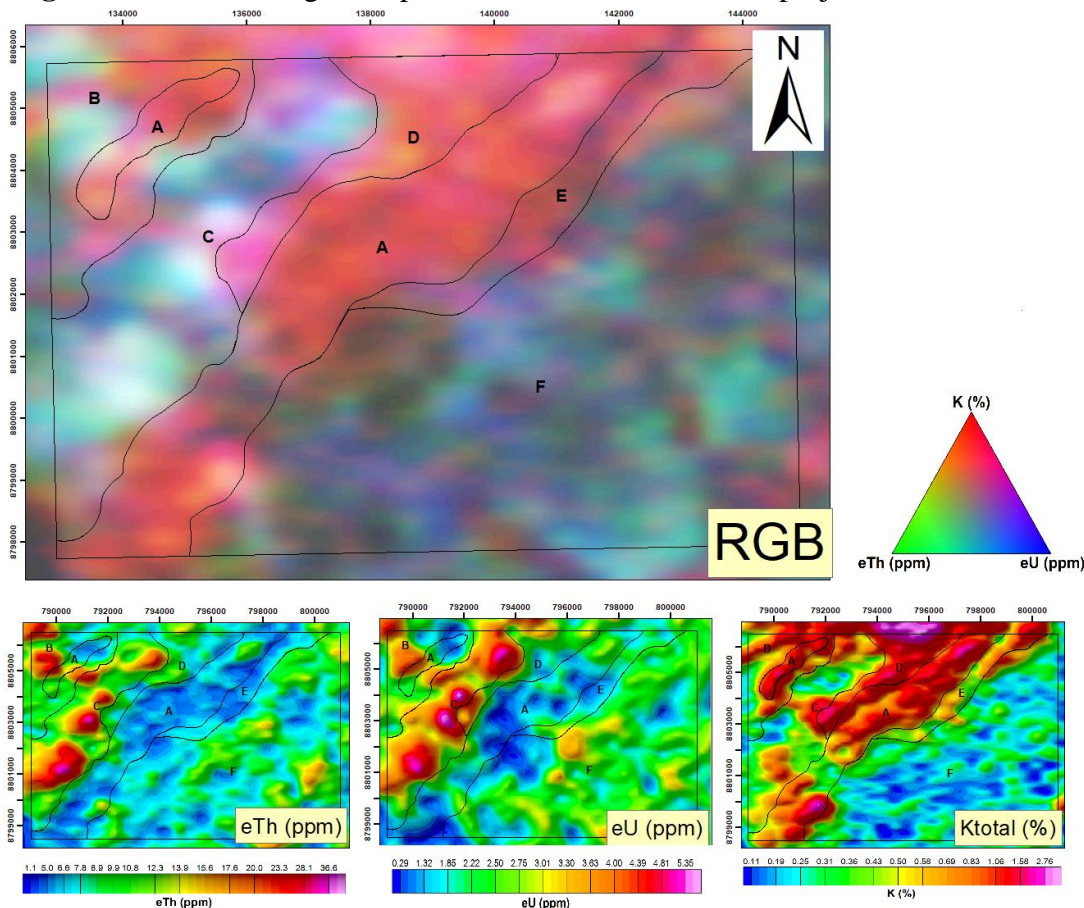 134000 136000 138000 140000 142000 144000
8806000
8805000
8804000
8803000
8802000
8801000
8800000
8799000
8798000
N
B
A
D
E
C
A
F
RGB
K (%)
eTh (ppm) eU (ppm)
790000 792000 794000 796000 798000 800000
8805000
8803000
8801000
8799000
B
A
D
C
E
A
F
eTh (ppm)
1.1 5.0 6.6 7.8 8.9 9.9 10.8 12.3 13.9 15.6 17.6 20.0 23.3 28.1 36.6
eTh (ppm)
790000 792000 794000 796000 798000 800000
8805000
8803000
8801000
8799000
B
A
D
C
E
A
F
eU (ppm)
0.29 1.32 1.85 2.22 2.50 2.75 3.01 3.30 3.63 4.00 4.39 4.81 5.35
eU (ppm)
790000 792000 794000 796000 798000 800000
8805000
8803000
8801000
8799000
B
A
D
C
E
A
F
Ktotal (%)
0.11 0.19 0.25 0.31 0.36 0.43 0.50 0.58 0.69 0.83 1.06 1.58 2.76
K (%)